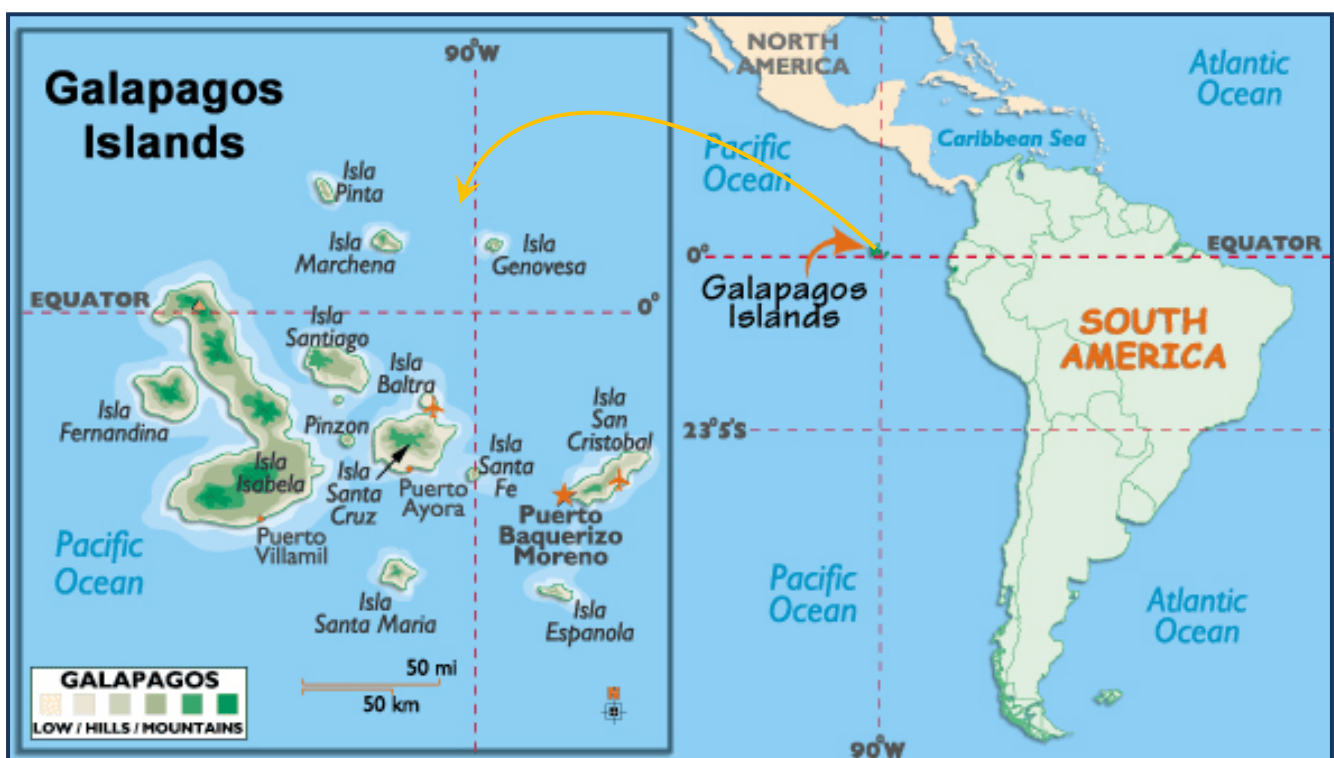 Galapagos
Islands
90°W
Isla
Pinta
Isla
Marchena
Isla
Genovesa
EQUATOR
0°
Isla
Santiago
Isla
Baltra
Isla
Fernandina
Pinzon
Isla
San
Cristobal
Isla
Isabela
Isla
Santa
Cruz
Puerto
Ayora
Isla
Santa
Fe
Puerto
Baquerizo
Moreno
Puerto
Villamil
Pacific
Ocean
Isla
Santa Maria
Isla
Espanola
GALAPAGOS
LOW / HILLS / MOUNTAINS
50 mi
50 km
N
NORTH
AMERICA
Atlantic
Ocean
Pacific
Ocean
Caribbean Sea
0°
EQUATOR
Galapagos
Islands
SOUTH
AMERICA
23°5'S
Pacific
Ocean
Atlantic
Ocean
90°W